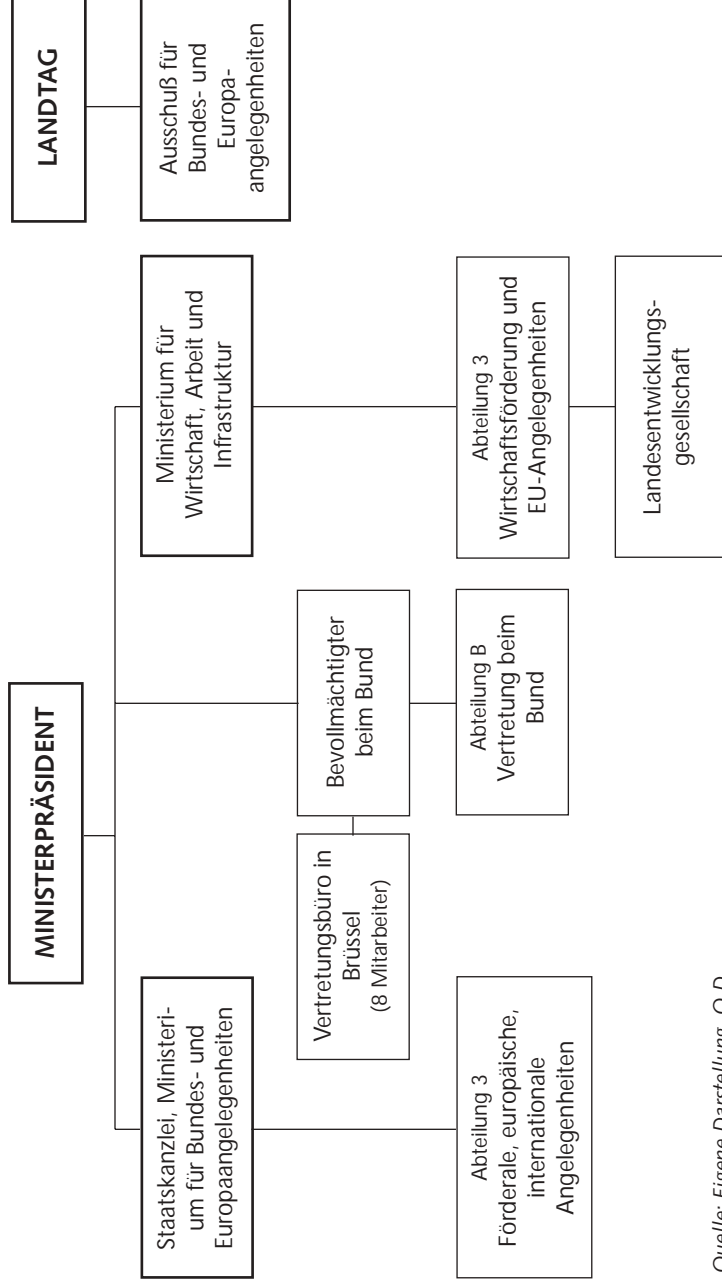 MINISTERPRÄSIDENT
LANDTAG
Staatskanzlei, Ministeri-
um für Bundes- und
Europaangelegenheiten
Ministerium für
Wirtschaft, Arbeit und
Infrastruktur
Ausschuß für
Bundes- und
Europa-
angelegenheiten
Vertretungsbüro in
Brüssel
(8 Mitarbeiter)
Bevollmächtigter
beim Bund
Abteilung 3
Förderale, europäische,
internationale
Angelegenheiten
Abteilung B
Vertretung beim
Bund
Abteilung 3
Wirtschaftsförderung und
EU-Angelegenheiten
Landesentwicklungs-
gesellschaft
Quelle: Eigene Darstellung, O.D.